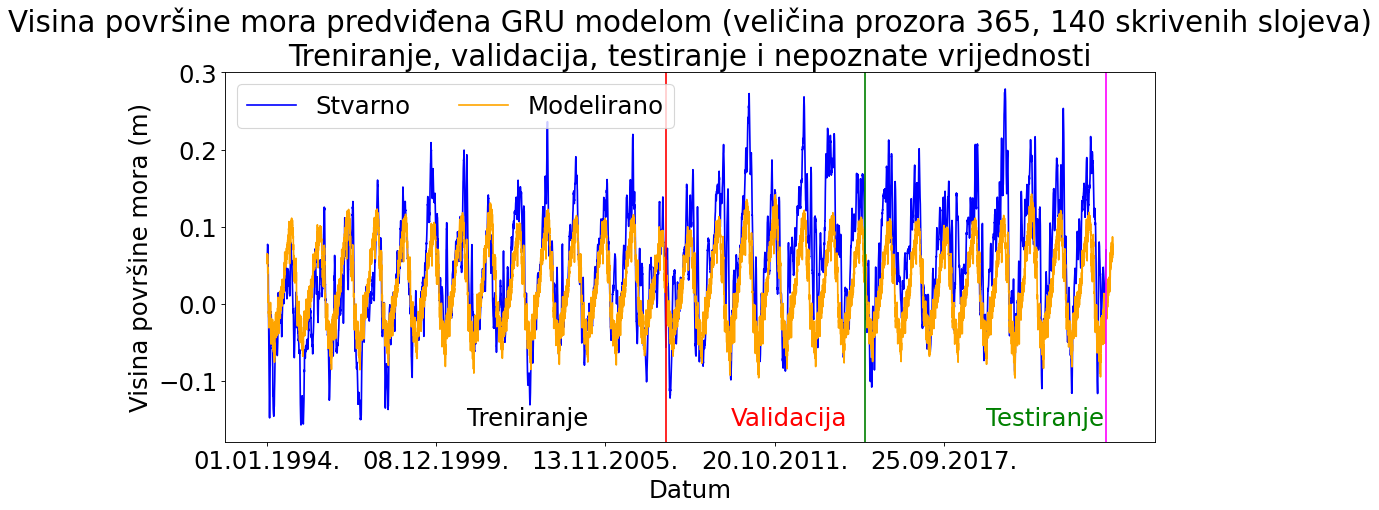 Visina površine mora predviđena GRU modelom (veličina prozora 365, 140 skrivenih slojeva)
Treniranje, validacija, testiranje i nepoznate vrijednosti
Stvarno
Modelirano
Visina površine mora (m)
0.3
0.2
0.1
0.0
−0.1
Treniranje
Validacija
Testiranje
01.01.1994.
08.12.1999.
13.11.2005.
20.10.2011.
25.09.2017.
Datum